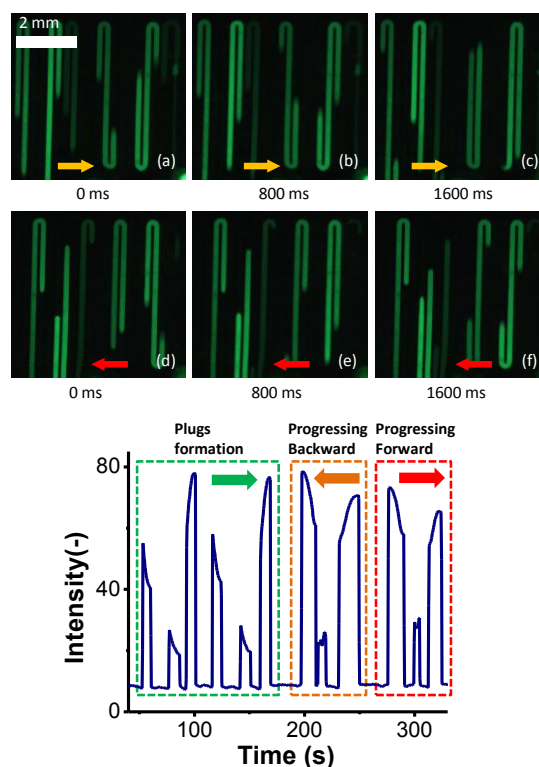 2 mm
(a)
(b)
(c)
0 ms
800 ms
1600 ms
(d)
(e)
(f)
0 ms
800 ms
1600 ms
Plugs
formation
Progressing
Backward
Progressing
Forward
80
40
0
Intensity(-)
100
200
300
Time (s)